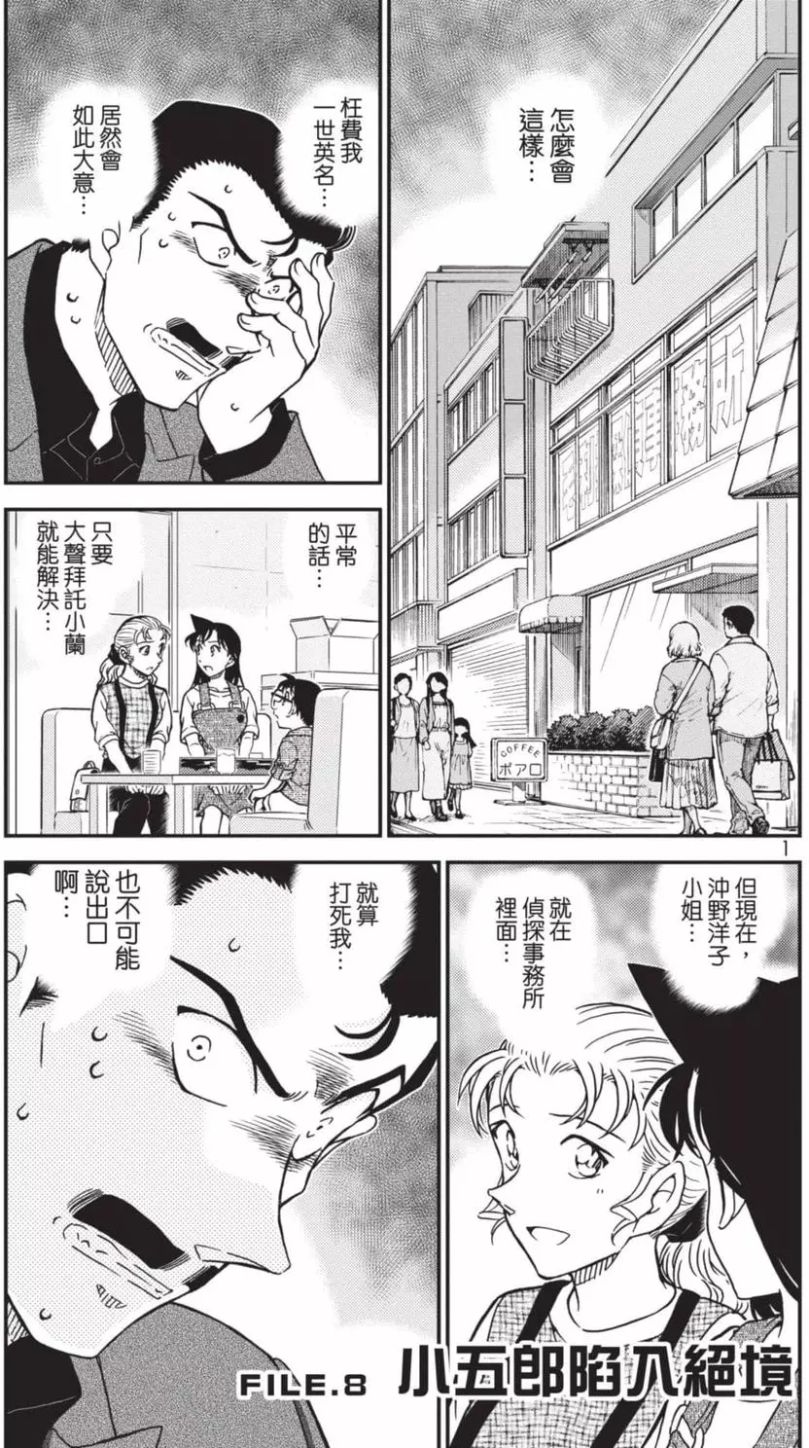 怎麼會
這樣…
COFFEE
ポアロ
枉費我
一世英名…
居然會
如此大意…
平常
的話…
只要
大聲拜託小蘭
就能解決…
1
但現在，
沖野洋子
小姐…
就在
偵探事務所
裡面…
就算
打死我…
也不可能
說出口
啊…
FILE.8 小五郎陷入絕境